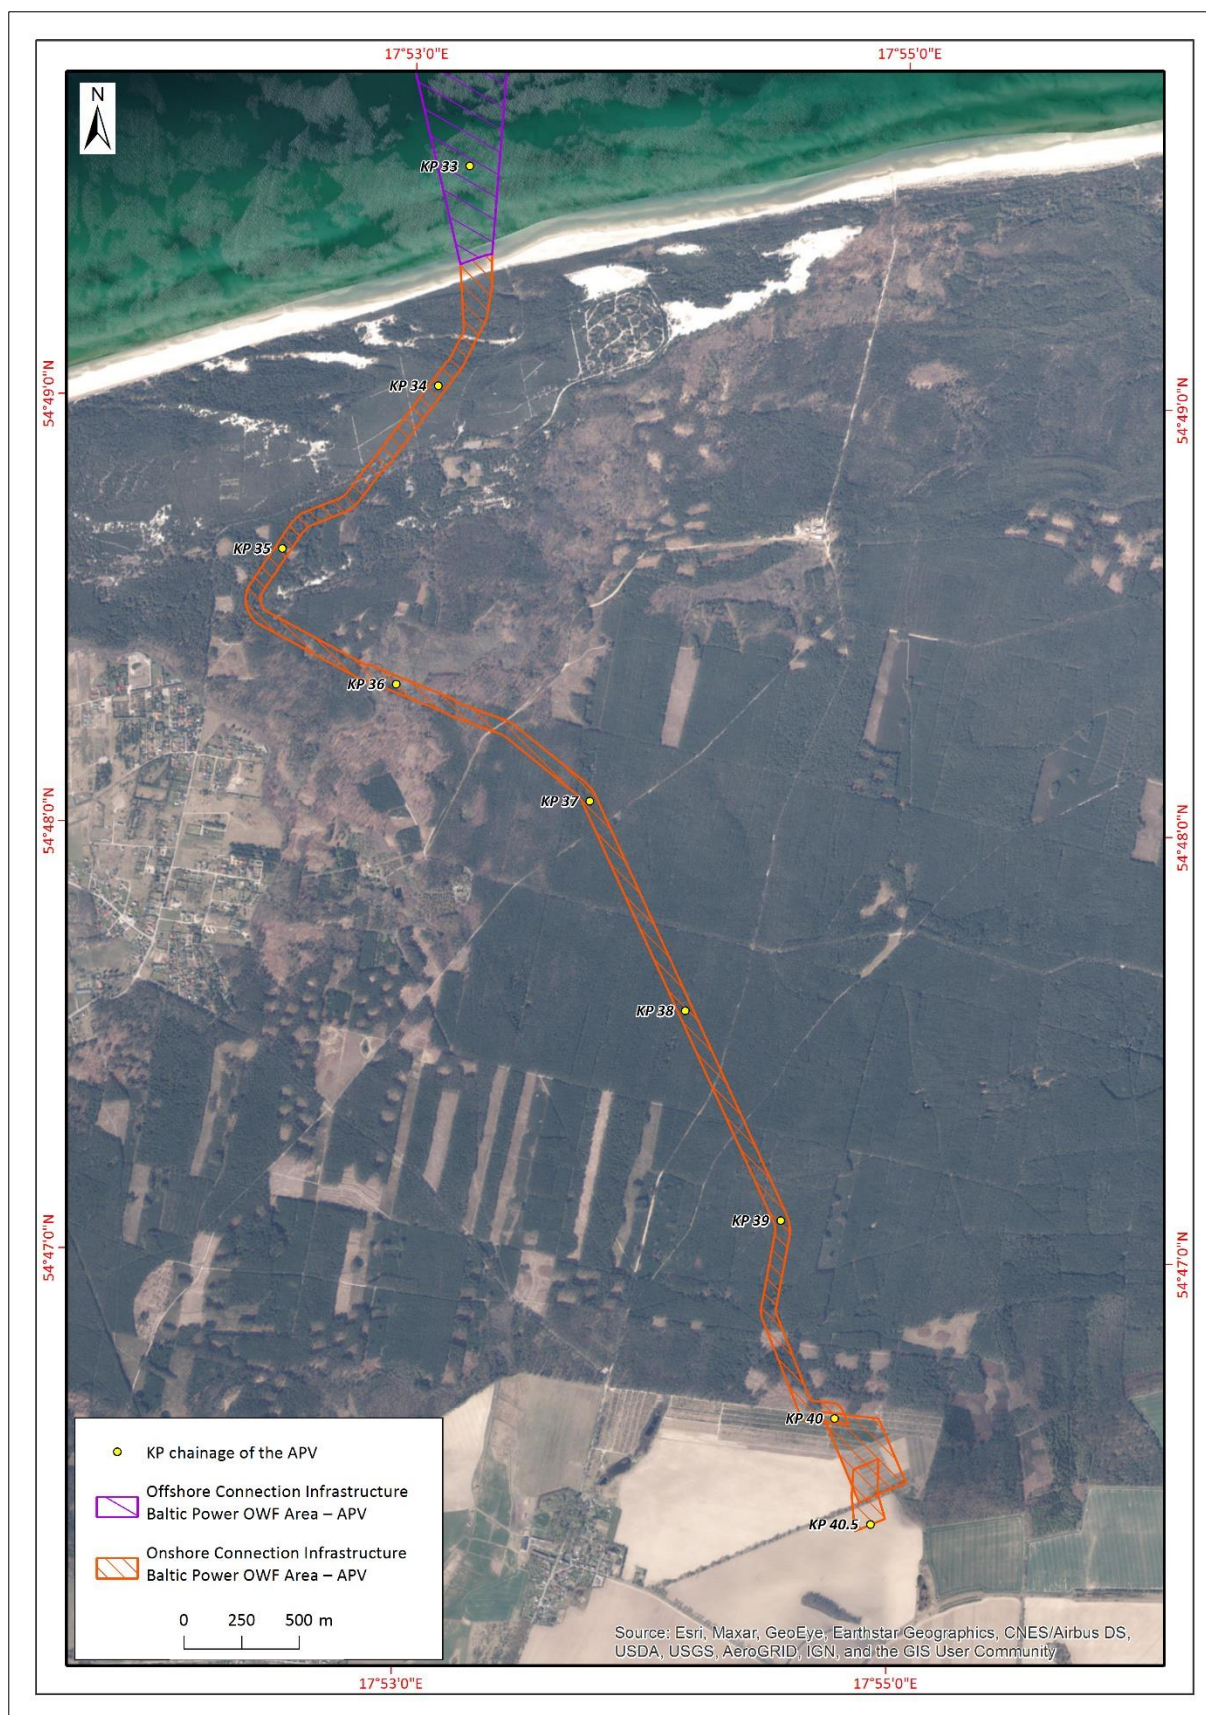 17°53'0"E
17°55'0"E
N
KP 33
KP 34
54°49'0"N
54°49'0"N
KP 35
KP 36
KP 37
54°48'0"N
54°48'0"N
KP 38
KP 39
54°47'0"N
54°47'0"N
KP 40
KP 40.5
KP chainage of the APV
Offshore Connection Infrastructure
Baltic Power OWF Area – APV
Onshore Connection Infrastructure
Baltic Power OWF Area – APV
0 250 500 m
Source: Esri, Maxar, GeoEye, Earthstar Geographics, CNES/Airbus DS,
USDA, USGS, AeroGRID, IGN, and the GIS User Community
17°53'0"E
17°55'0"E